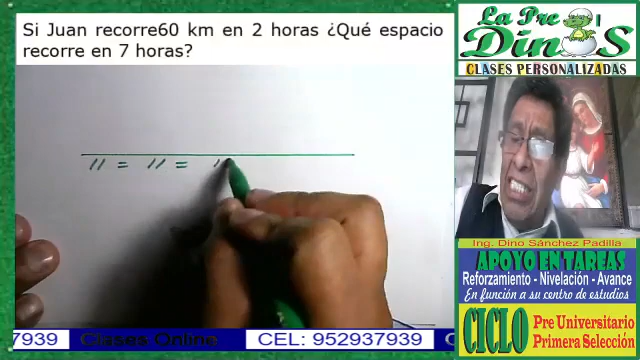 Si Juan recorre60 km en 2 horas ¿Qué espacio
recorre en 7 horas?
La Pre
DinoS
CLASES PERSONALIZADAS
" = " = "
Ing. Dino Sánchez Padilla
APOYO EN TAREAS
Reforzamiento - Nivelación - Avance
En función a su centro de estudios
CICLO Pre Universitario
Primera Selección
7939 Clases Online CEL: 952937939 C